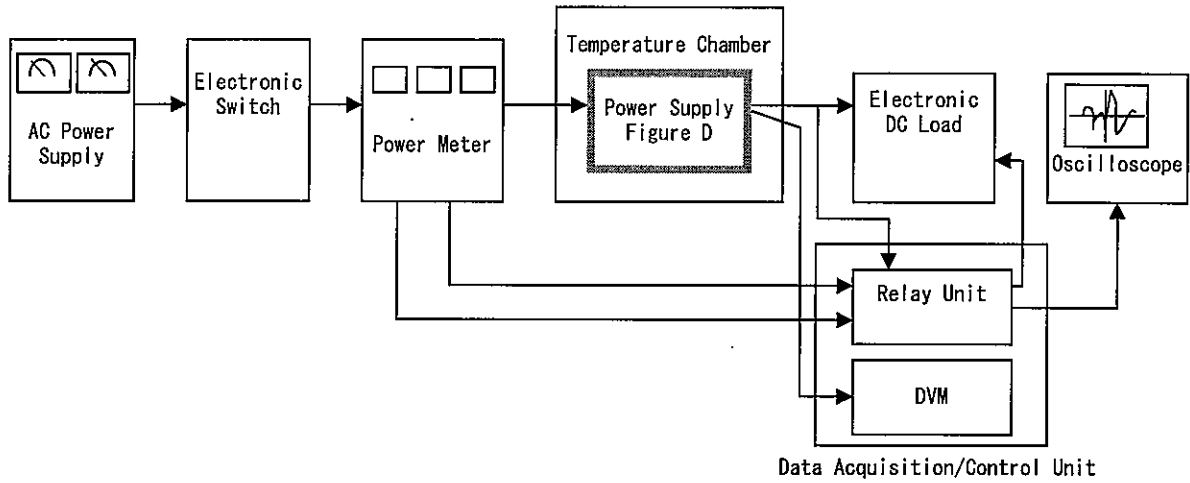 AC Power
Supply
Electronic
Switch
Power Meter
Temperature Chamber
Power Supply
Figure D
Electronic
DC Load
Oscilloscope
Relay Unit
DVM
Data Acquisition/Control Unit